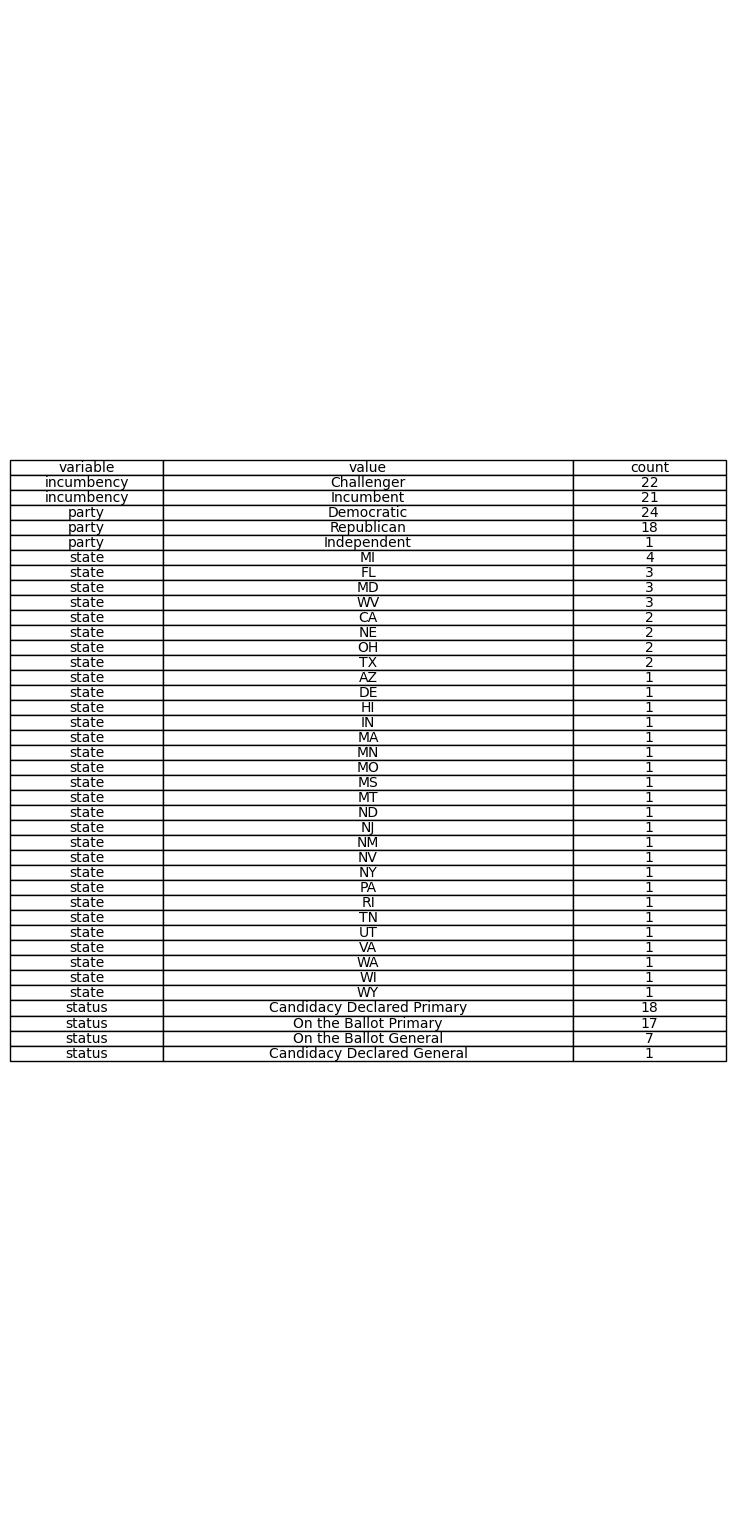 variable value count
incumbency Challenger 22
incumbency Incumbent 21
party Democratic 24
party Republican 18
party Independent 1
state MI 4
state FL 3
state MD 3
state WV 3
state CA 2
state NE 2
state OH 2
state TX 2
state AZ 1
state DE 1
state HI 1
state IN 1
state MA 1
state MN 1
state MO 1
state MS 1
state MT 1
state ND 1
state NJ 1
state NM 1
state NV 1
state NY 1
state PA 1
state RI 1
state TN 1
state UT 1
state VA 1
state WA 1
state WI 1
state WY 1
status Candidacy Declared Primary 18
status On the Ballot Primary 17
status On the Ballot General 7
status Candidacy Declared General 1